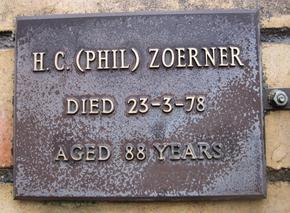 H. C. (PHIL) ZOERNER
DIED 23-3-78
AGED 88 YEARS